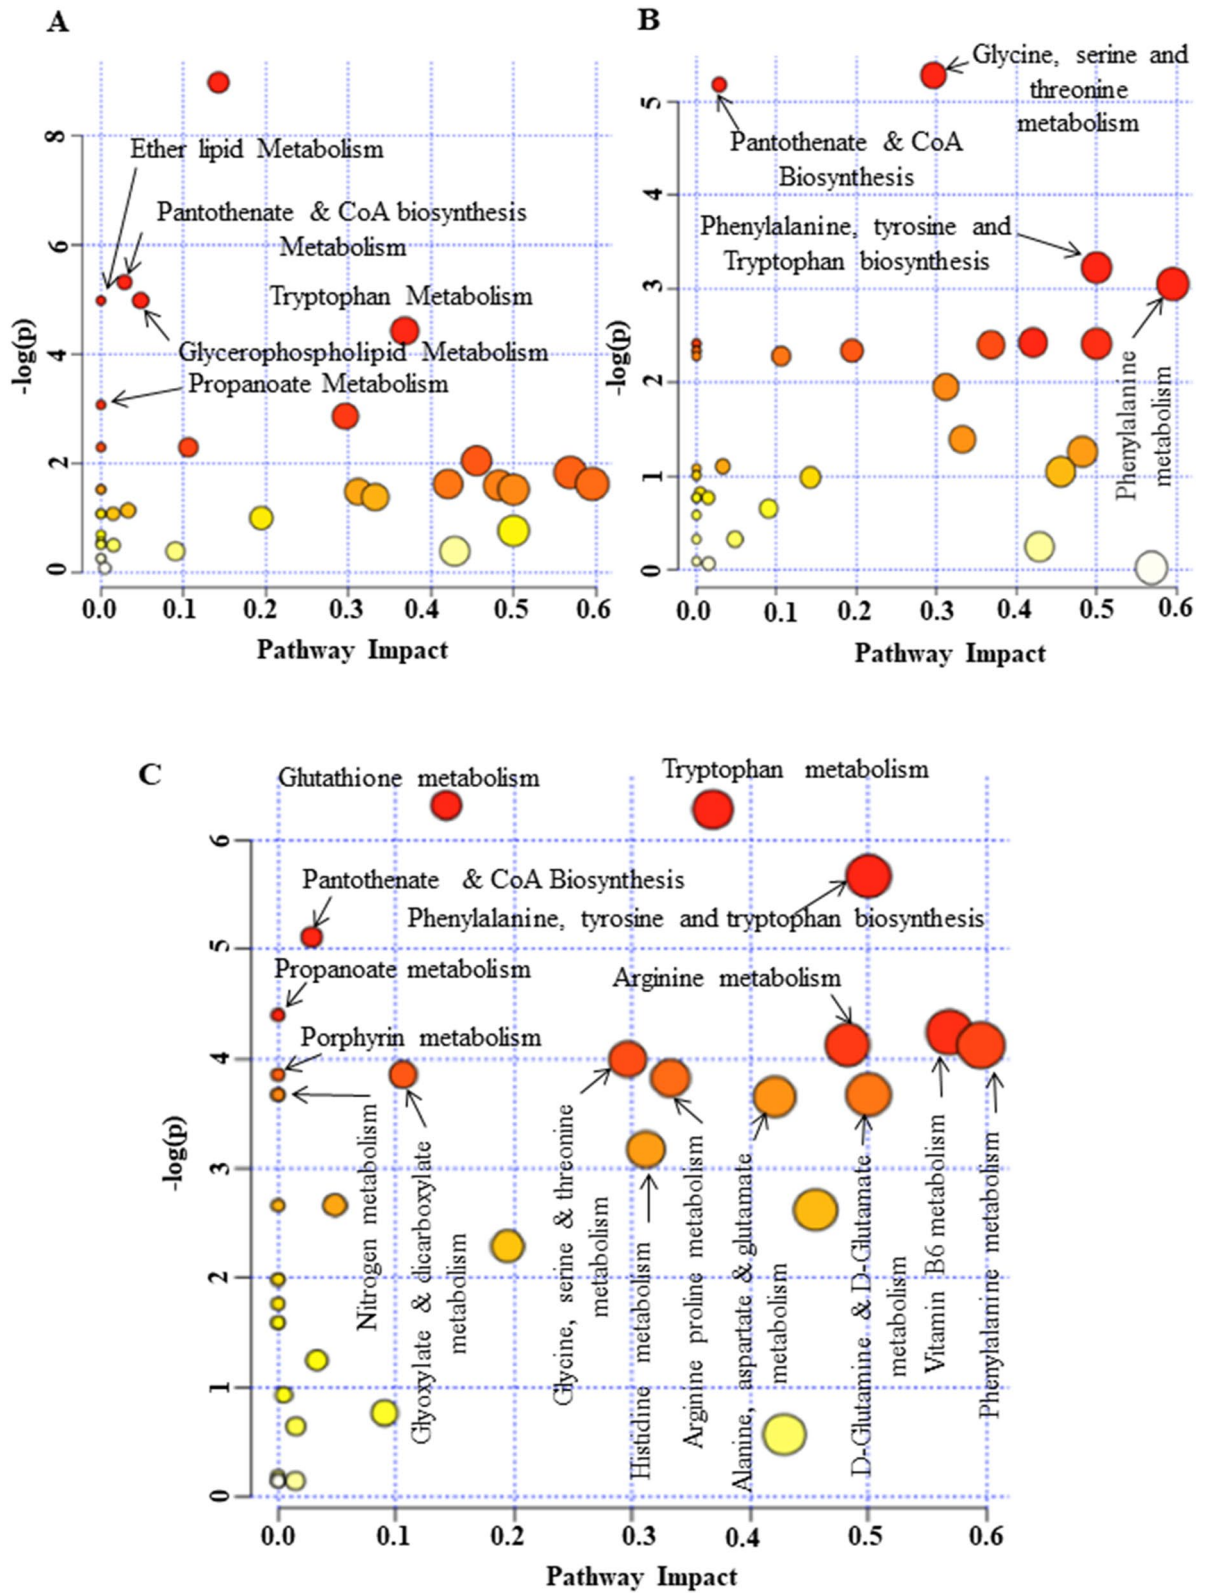 A
Ether lipid Metabolism
Pantothenate & CoA biosynthesis
Metabolism
Tryptophan Metabolism
Glycerophospholipid Metabolism
Propanoate Metabolism
-log(p)
8
6
4
2
0
0.0 0.1 0.2 0.3 0.4 0.5 0.6
Pathway Impact
B
Glycine, serine and
threonine
metabolism
Pantothenate & CoA
Biosynthesis
Phenylalanine, tyrosine and
Tryptophan biosynthesis
Phenylalanine
metabolism
-log(p)
5
4
3
2
1
0
0.0 0.1 0.2 0.3 0.4 0.5 0.6
Pathway Impact
C
Glutathione metabolism
Tryptophan metabolism
Pantothenate & CoA Biosynthesis
Phenylalanine, tyrosine and tryptophan biosynthesis
Propanoate metabolism
Arginine metabolism
Porphyrin metabolism
Nitrogen metabolism
Glyoxylate & dicarboxylate
metabolism
Glycine, serine & threonine
metabolism
Histidine metabolism
Arginine proline metabolism
Alanine, aspartate & glutamate
metabolism
D-Glutamine & D-Glutamate
metabolism
Vitamin B6 metabolism
Phenylalanine metabolism
-log(p)
6
5
4
3
2
1
0
0.0 0.1 0.2 0.3 0.4 0.5 0.6
Pathway Impact